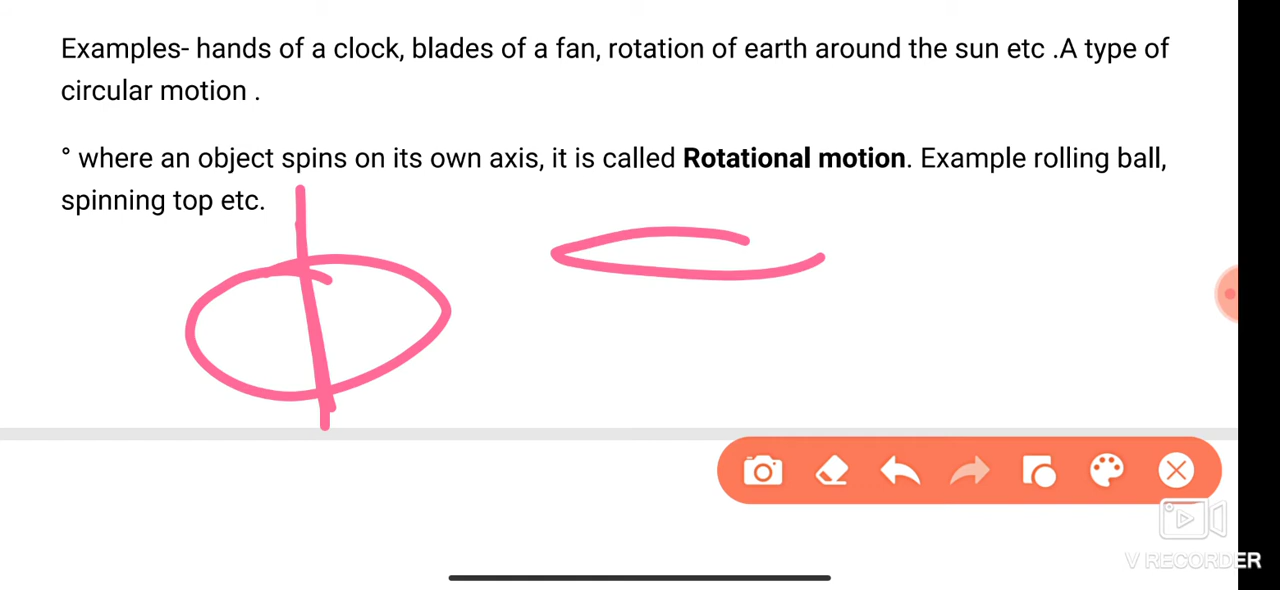 Examples- hands of a clock, blades of a fan, rotation of earth around the sun etc .A type of
circular motion .
° where an object spins on its own axis, it is called Rotational motion. Example rolling ball,
spinning top etc.
V RECORDER